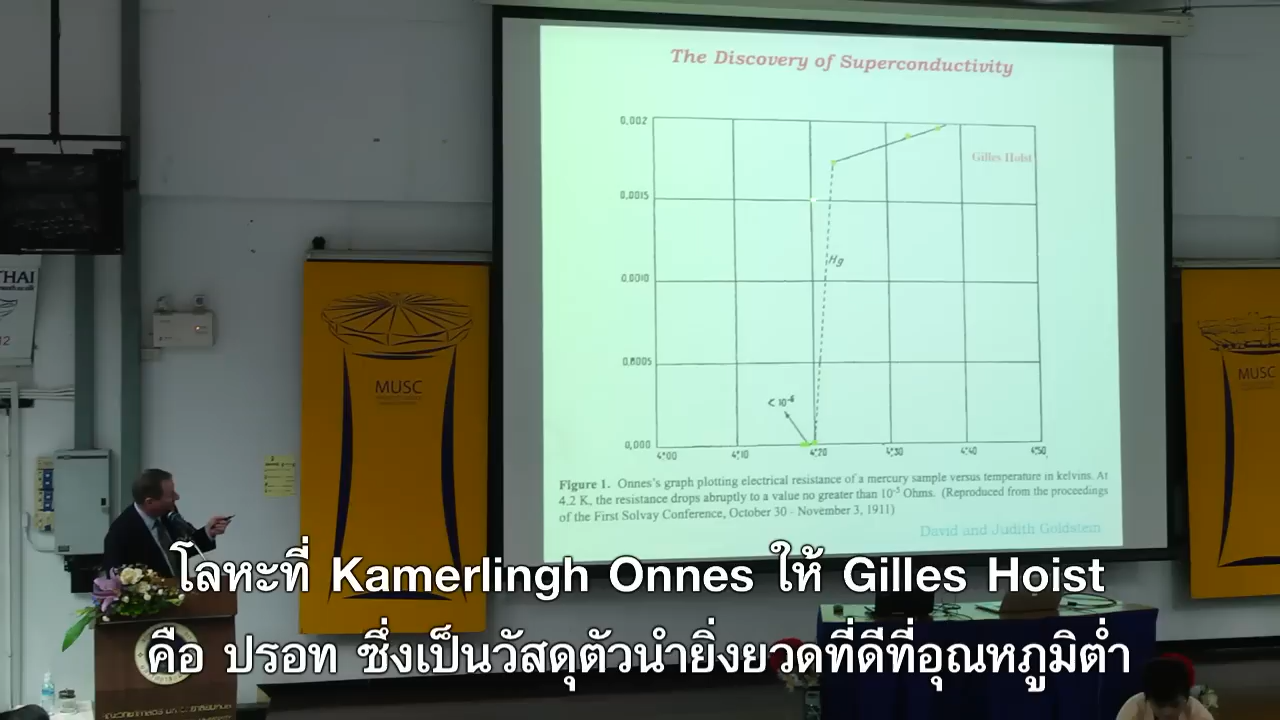 The Discovery of Superconductivity
0.002
Gilles Hoist
0.0015
Hg
0.0010
0.0005
< 10⁻⁶
0.000
4°00 4°10 4°20 4°30 4°40 4°50
Figure 1. Onnes's graph plotting electrical resistance of a mercury sample versus temperature in kelvins. At
4.2 K, the resistance drops abruptly to a value no greater than 10⁻⁵ Ohms. (Reproduced from the proceedings
of the First Solvay Conference, October 30 - November 3, 1911)
David and Judith Goldstein
THAI
12
MUSC
MUSC
โลหะที่ Kamerlingh Onnes ให้ Gilles Hoist
คือ ปรอท ซึ่งเป็นวัสดุตัวนำยิ่งยวดที่ดีที่อุณหภูมิต่ำ